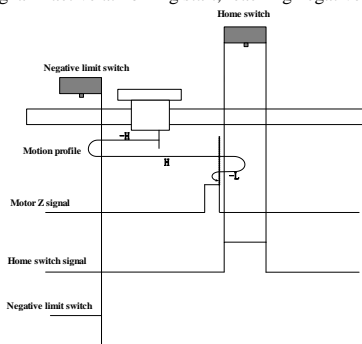 Home switch
Negative limit switch
-H
Motion profile
H
-L
Motor Z signal
Home switch signal
Negative limit switch